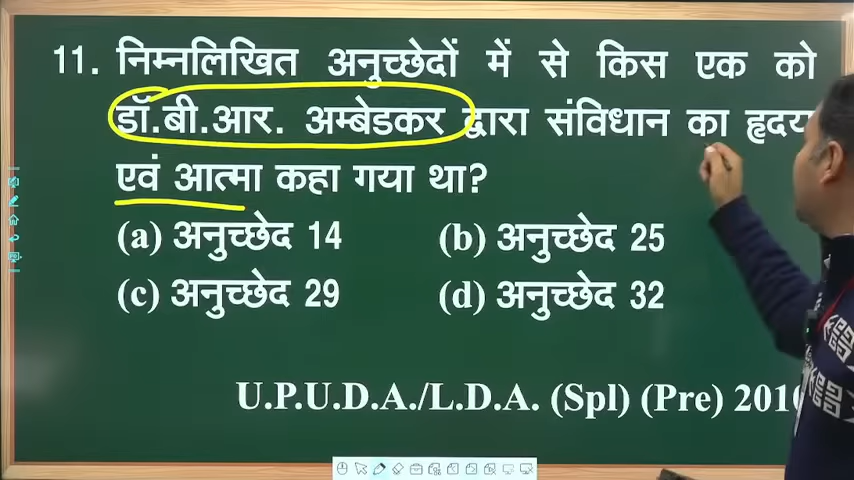 11. निम्नलिखित अनुच्छेदों में से किस एक को
डॉ.बी.आर. अम्बेडकर द्वारा संविधान का हृदय
एवं आत्मा कहा गया था?
(a) अनुच्छेद 14 (b) अनुच्छेद 25
(c) अनुच्छेद 29 (d) अनुच्छेद 32
U.P.U.D.A./L.D.A. (Spl) (Pre)